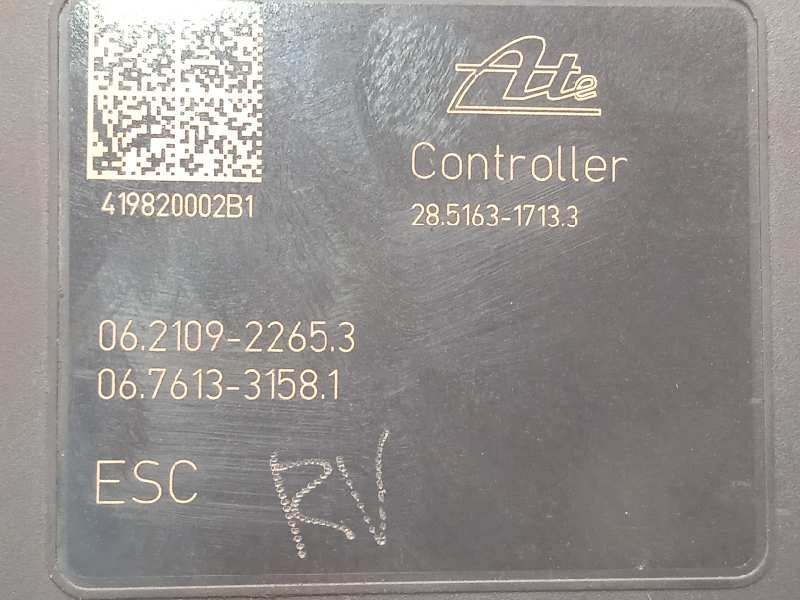 Ate
Controller
28.5163-1713.3
419820002B1
06.2109-2265.3
06.7613-3158.1
ESC
RV